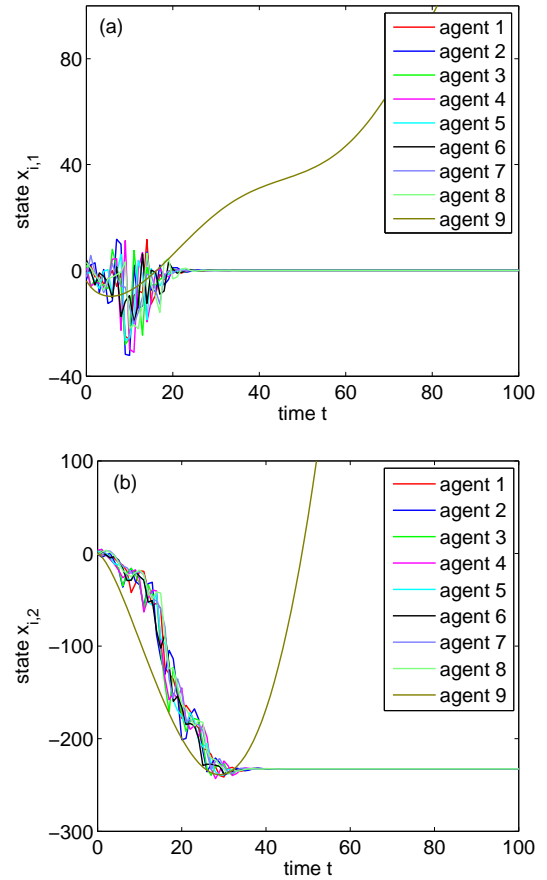 (a)
100
80
40
0
−40
state x_{i,1}
0
20
40
60
80
100
time t
agent 1
agent 2
agent 3
agent 4
agent 5
agent 6
agent 7
agent 8
agent 9
(b)
100
0
−100
−200
−300
state x_{i,2}
0
20
40
60
80
100
time t
agent 1
agent 2
agent 3
agent 4
agent 5
agent 6
agent 7
agent 8
agent 9